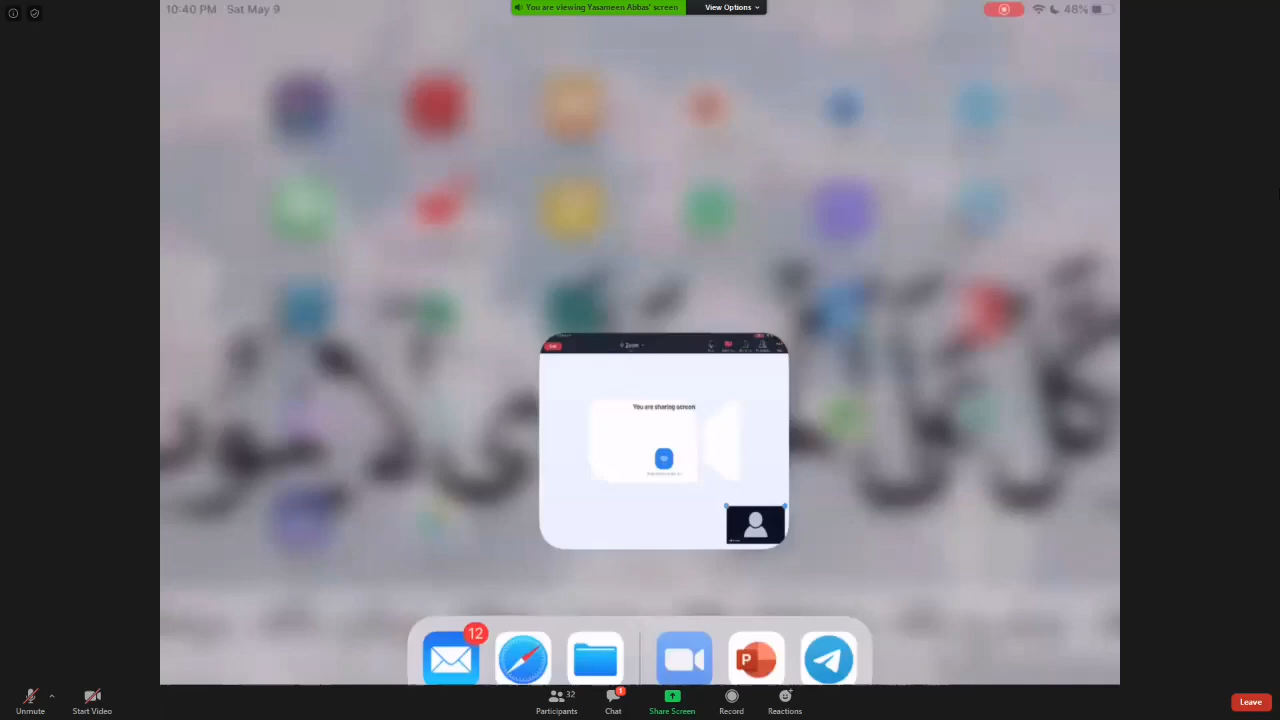 10:40 PM Sat May 9
You are viewing Yasameen Abbas' screen
View Options
48%
Zoom
You are sharing screen
12
P
Unmute
Start Video
Participants
32
Chat
1
Share Screen
Record
Reactions
Leave